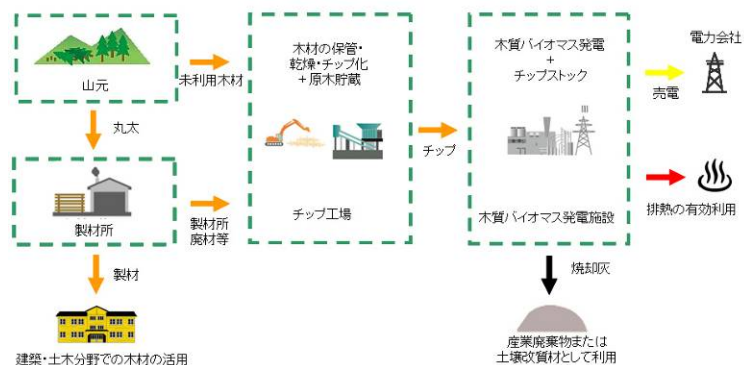 山元
未利用木材
丸太
製材所
製材所
廃材等
製材
建築・土木分野での木材の活用
木材の保管・
乾燥・チップ化
+原木貯蔵
チップ工場
チップ
木質バイオマス発電
+
チップストック
木質バイオマス発電施設
焼却灰
産業廃棄物または
土壌改質材として利用
電力会社
売電
排熱の有効利用